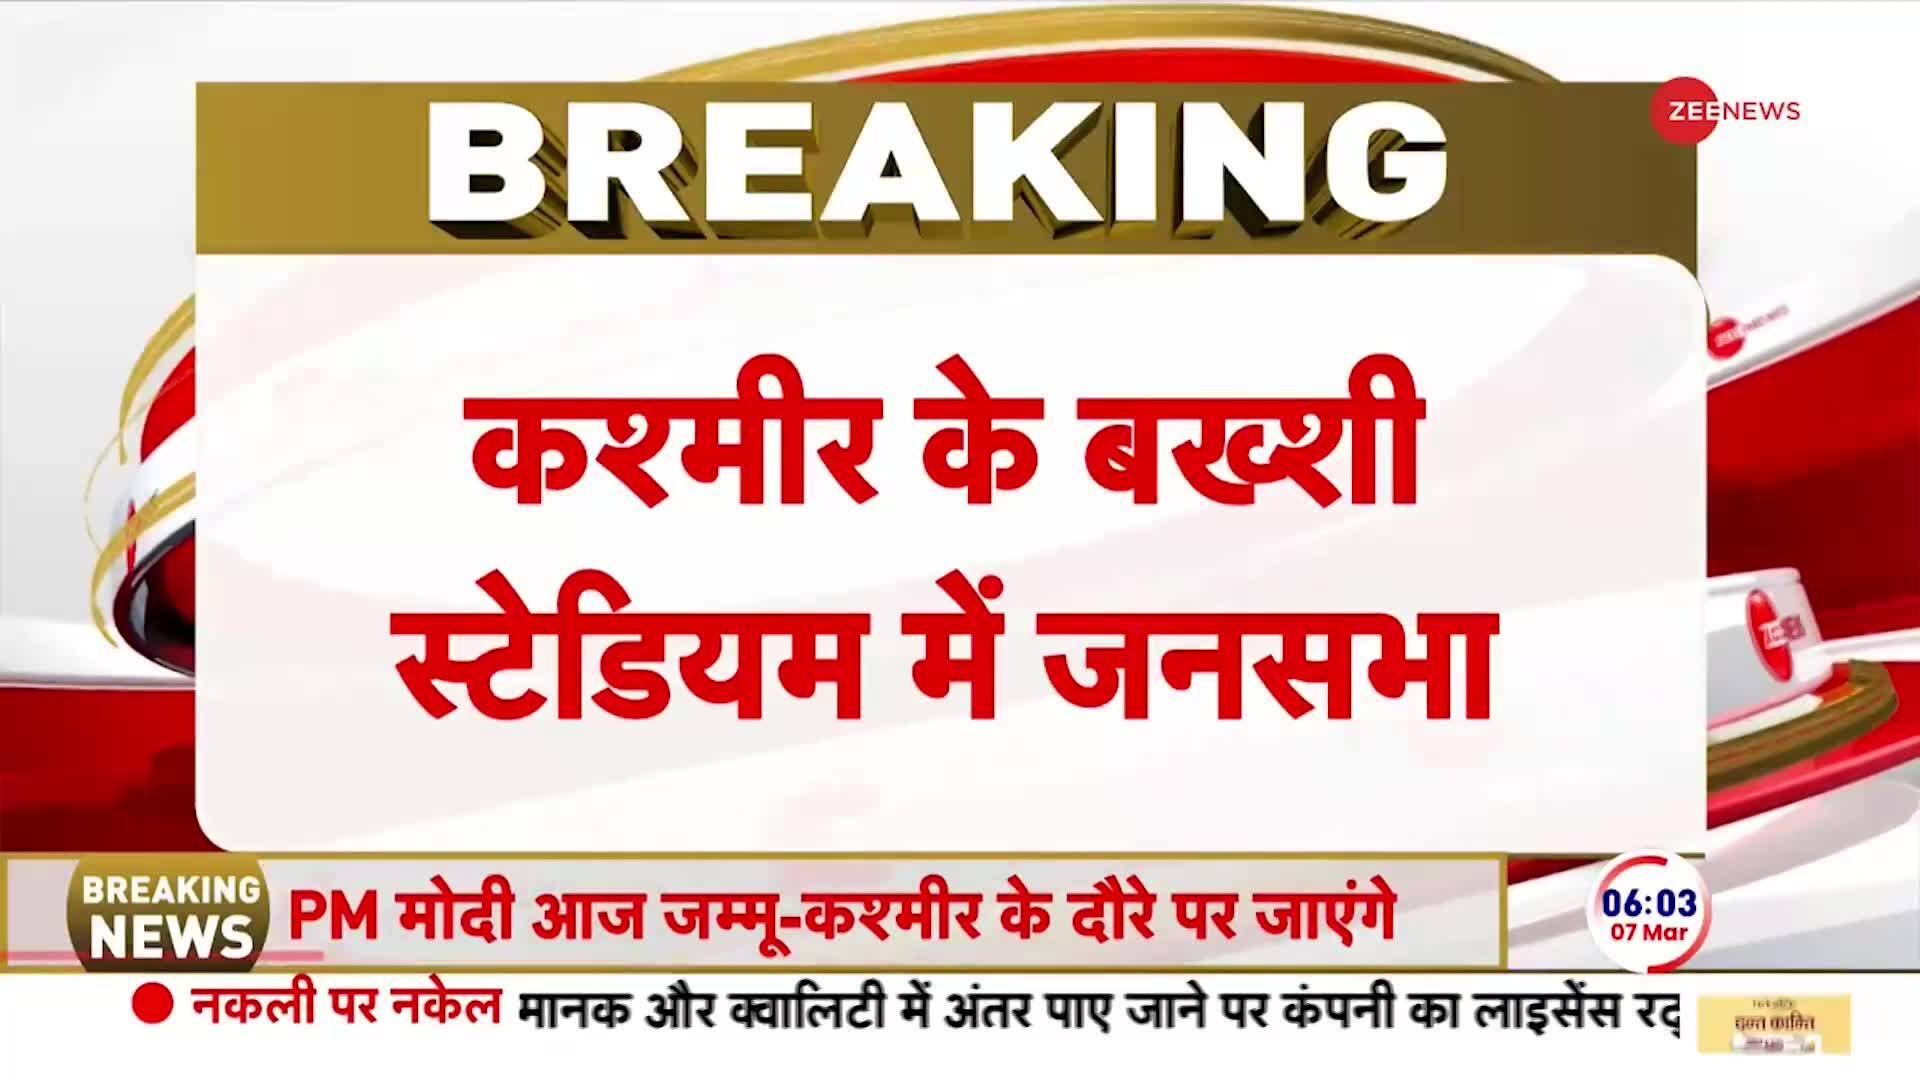 BREAKING
ZEENEWS
कश्मीर के बख्शी
स्टेडियम में जनसभा
BREAKING
NEWS
PM मोदी आज जम्मू-कश्मीर के दौरे पर जाएंगे
06:03
07 Mar
नकली पर नकेल मानक और क्वालिटी में अंतर पाए जाने पर कंपनी का लाइसेंस रद्